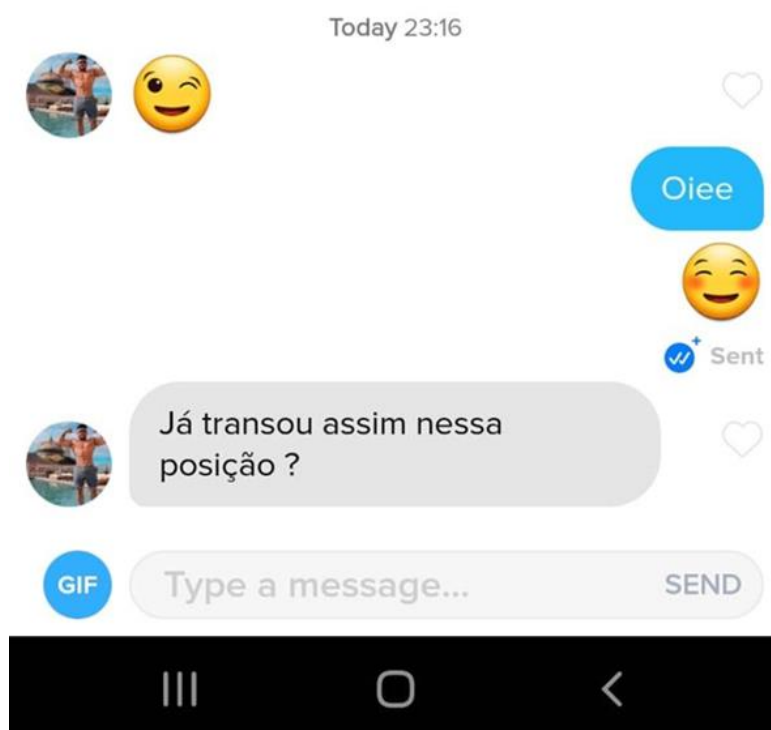 Today 23:16
Oiee
Sent
Já transou assim nessa
posição ?
GIF
Type a message...
SEND